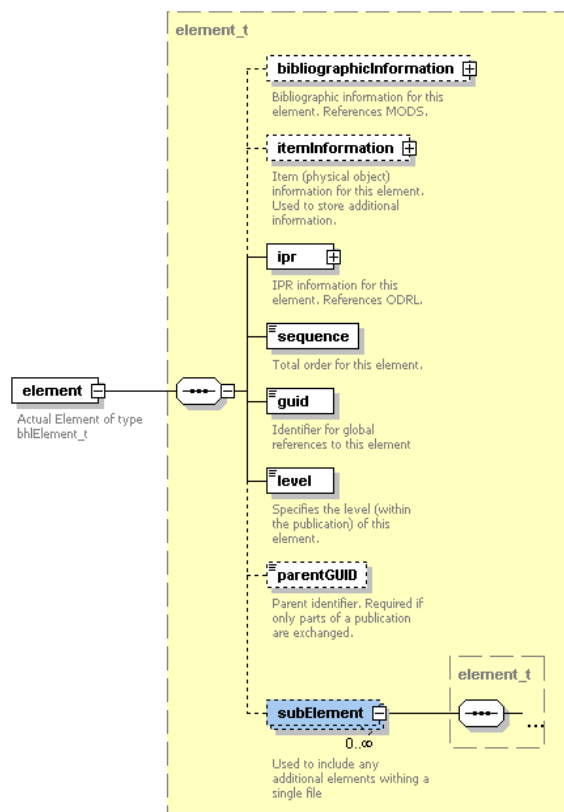 element_t
bibliographicInformation
Bibliographic information for this
element. References MODS.
itemInformation
Item (physical object)
information for this element.
Used to store additional
information.
ipr
IPR information for this
element. References ODRL.
sequence
Total order for this element.
element
Actual Element of type
bhlElement_t
guid
Identifier for global
references to this element
level
Specifies the level (within
the publication) of this
element.
parentGUID
Parent identifier. Required if
only parts of a publication
are exchanged.
element_t
subElement
0..∞
Used to include any
additional elements withing a
single file